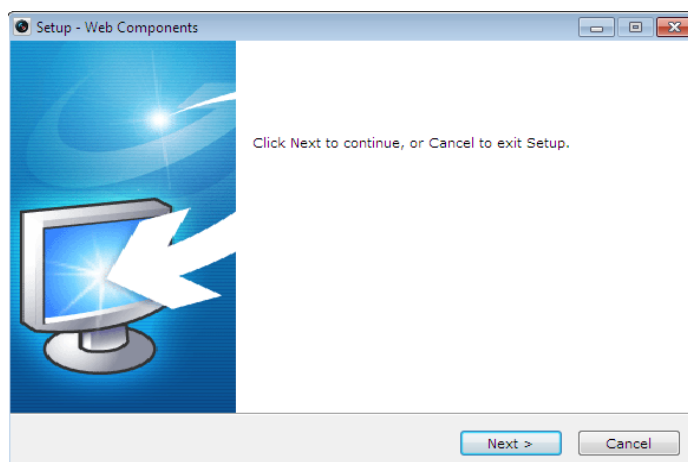 Setup - Web Components
Click Next to continue, or Cancel to exit Setup.
Next >
Cancel